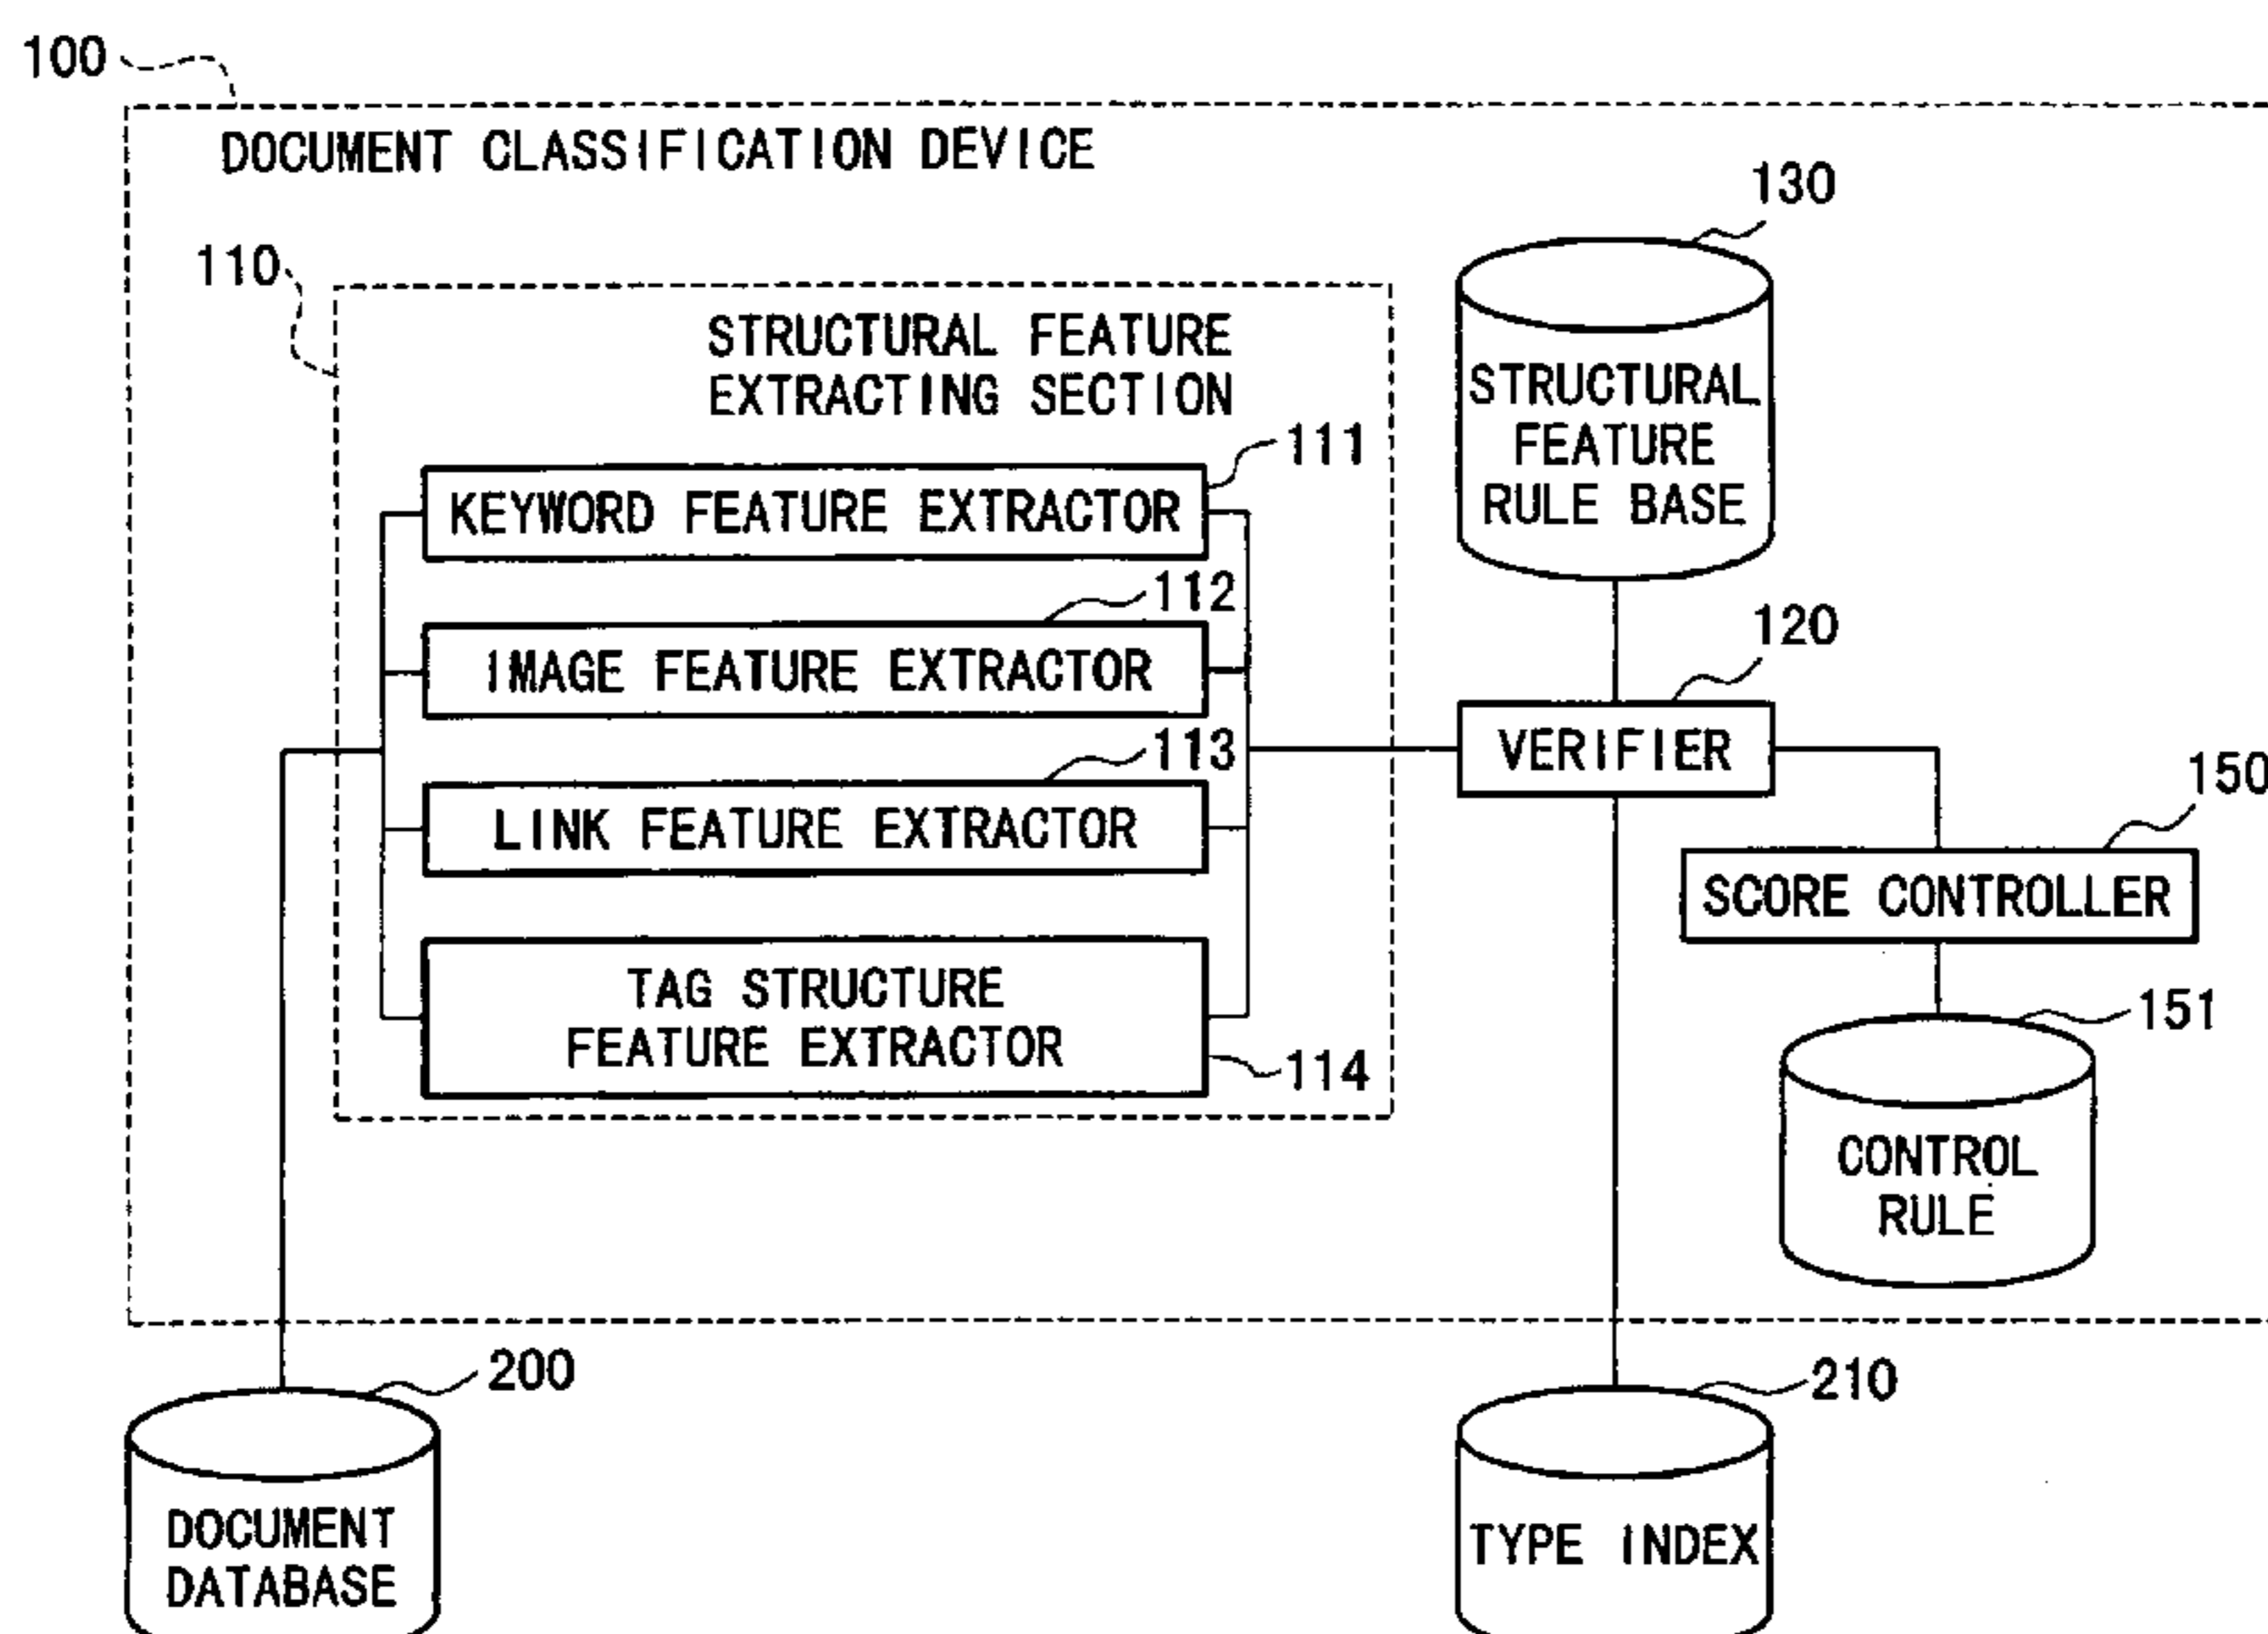 100
DOCUMENT CLASSIFICATION DEVICE
130
110
STRUCTURAL FEATURE
EXTRACTING SECTION
STRUCTURAL
FEATURE
RULE BASE
111
KEYWORD FEATURE EXTRACTOR
112
IMAGE FEATURE EXTRACTOR
120
VERIFIER
113
LINK FEATURE EXTRACTOR
150
SCORE CONTROLLER
TAG STRUCTURE
FEATURE EXTRACTOR
114
151
CONTROL
RULE
200
DOCUMENT
DATABASE
210
TYPE INDEX